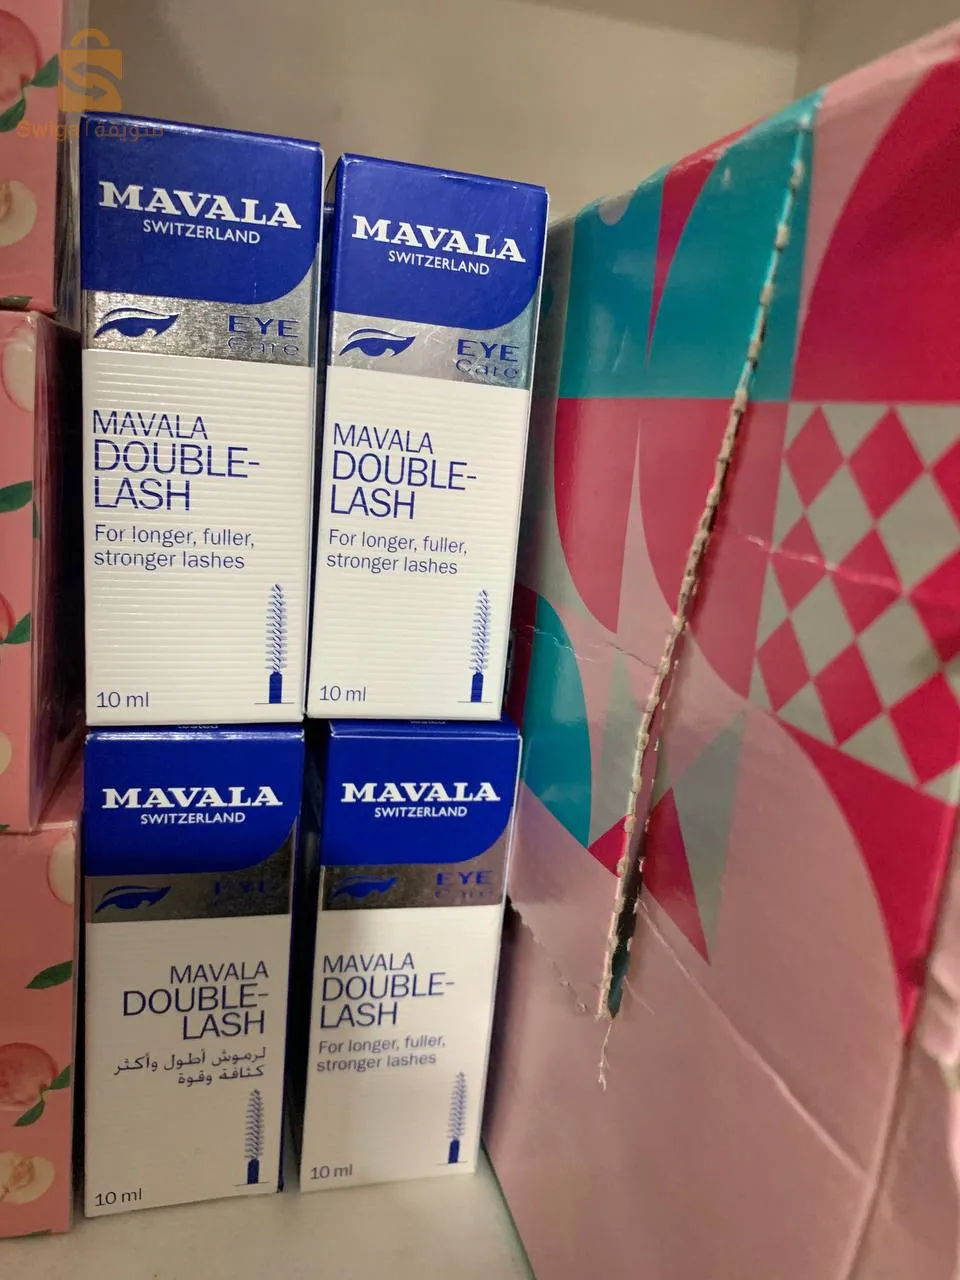 Swiga | سويقة
MAVALA
SWITZERLAND
EYE
Care
MAVALA
DOUBLE-
LASH
For longer, fuller,
stronger lashes
10 ml
MAVALA
SWITZERLAND
EYE
Care
MAVALA
DOUBLE-
LASH
For longer, fuller,
stronger lashes
10 ml
tested
MAVALA
SWITZERLAND
EYE
MAVALA
DOUBLE-
LASH
لرموش أطول وأكثر
كثافة وقوة
10 ml
MAVALA
SWITZERLAND
EYE
Care
MAVALA
DOUBLE-
LASH
For longer, fuller,
stronger lashes
10 ml